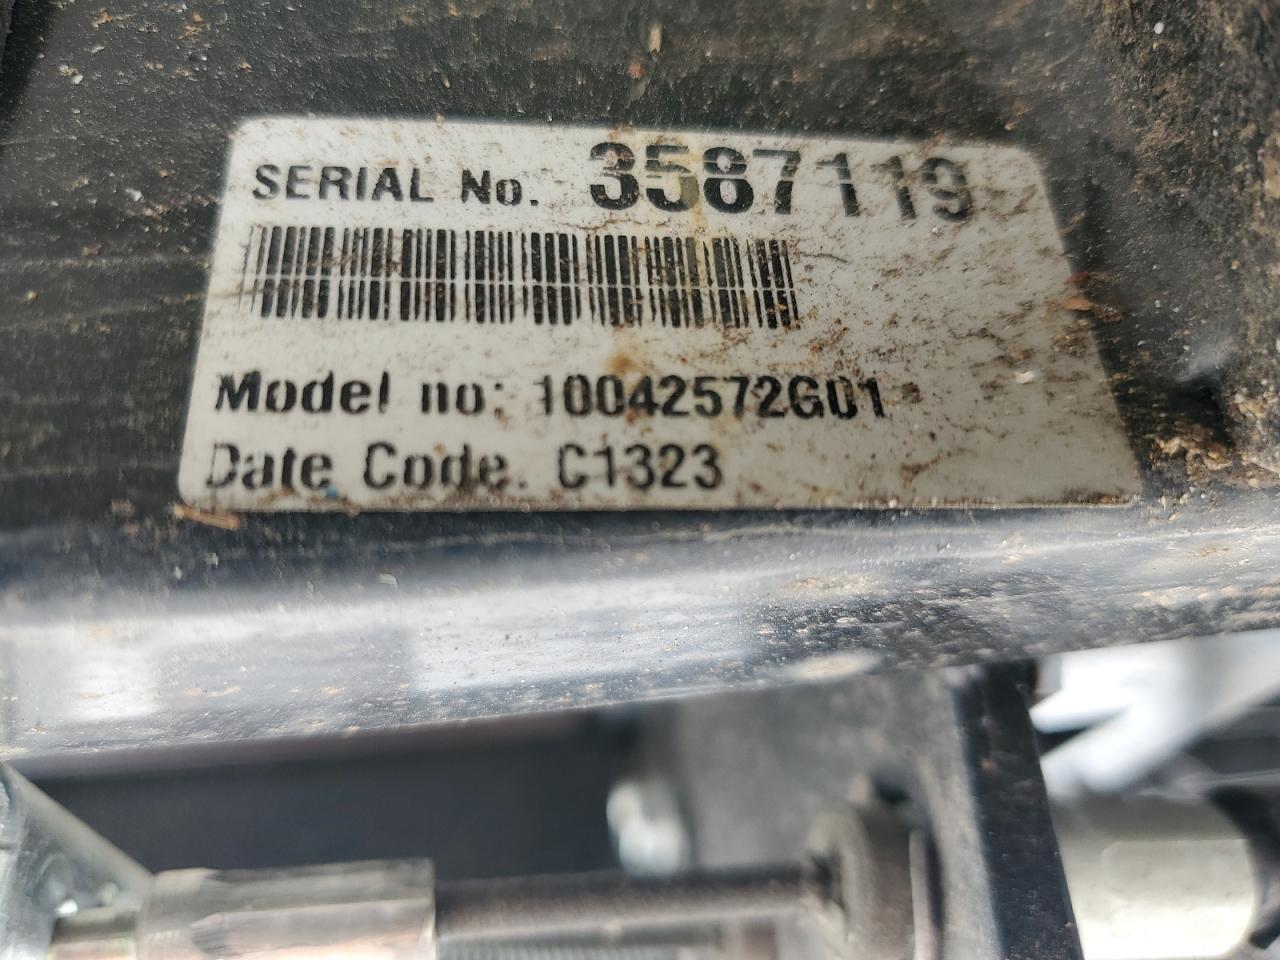 SERIAL No. 3587119
Model no: 10042572G01
Date Code. C1323